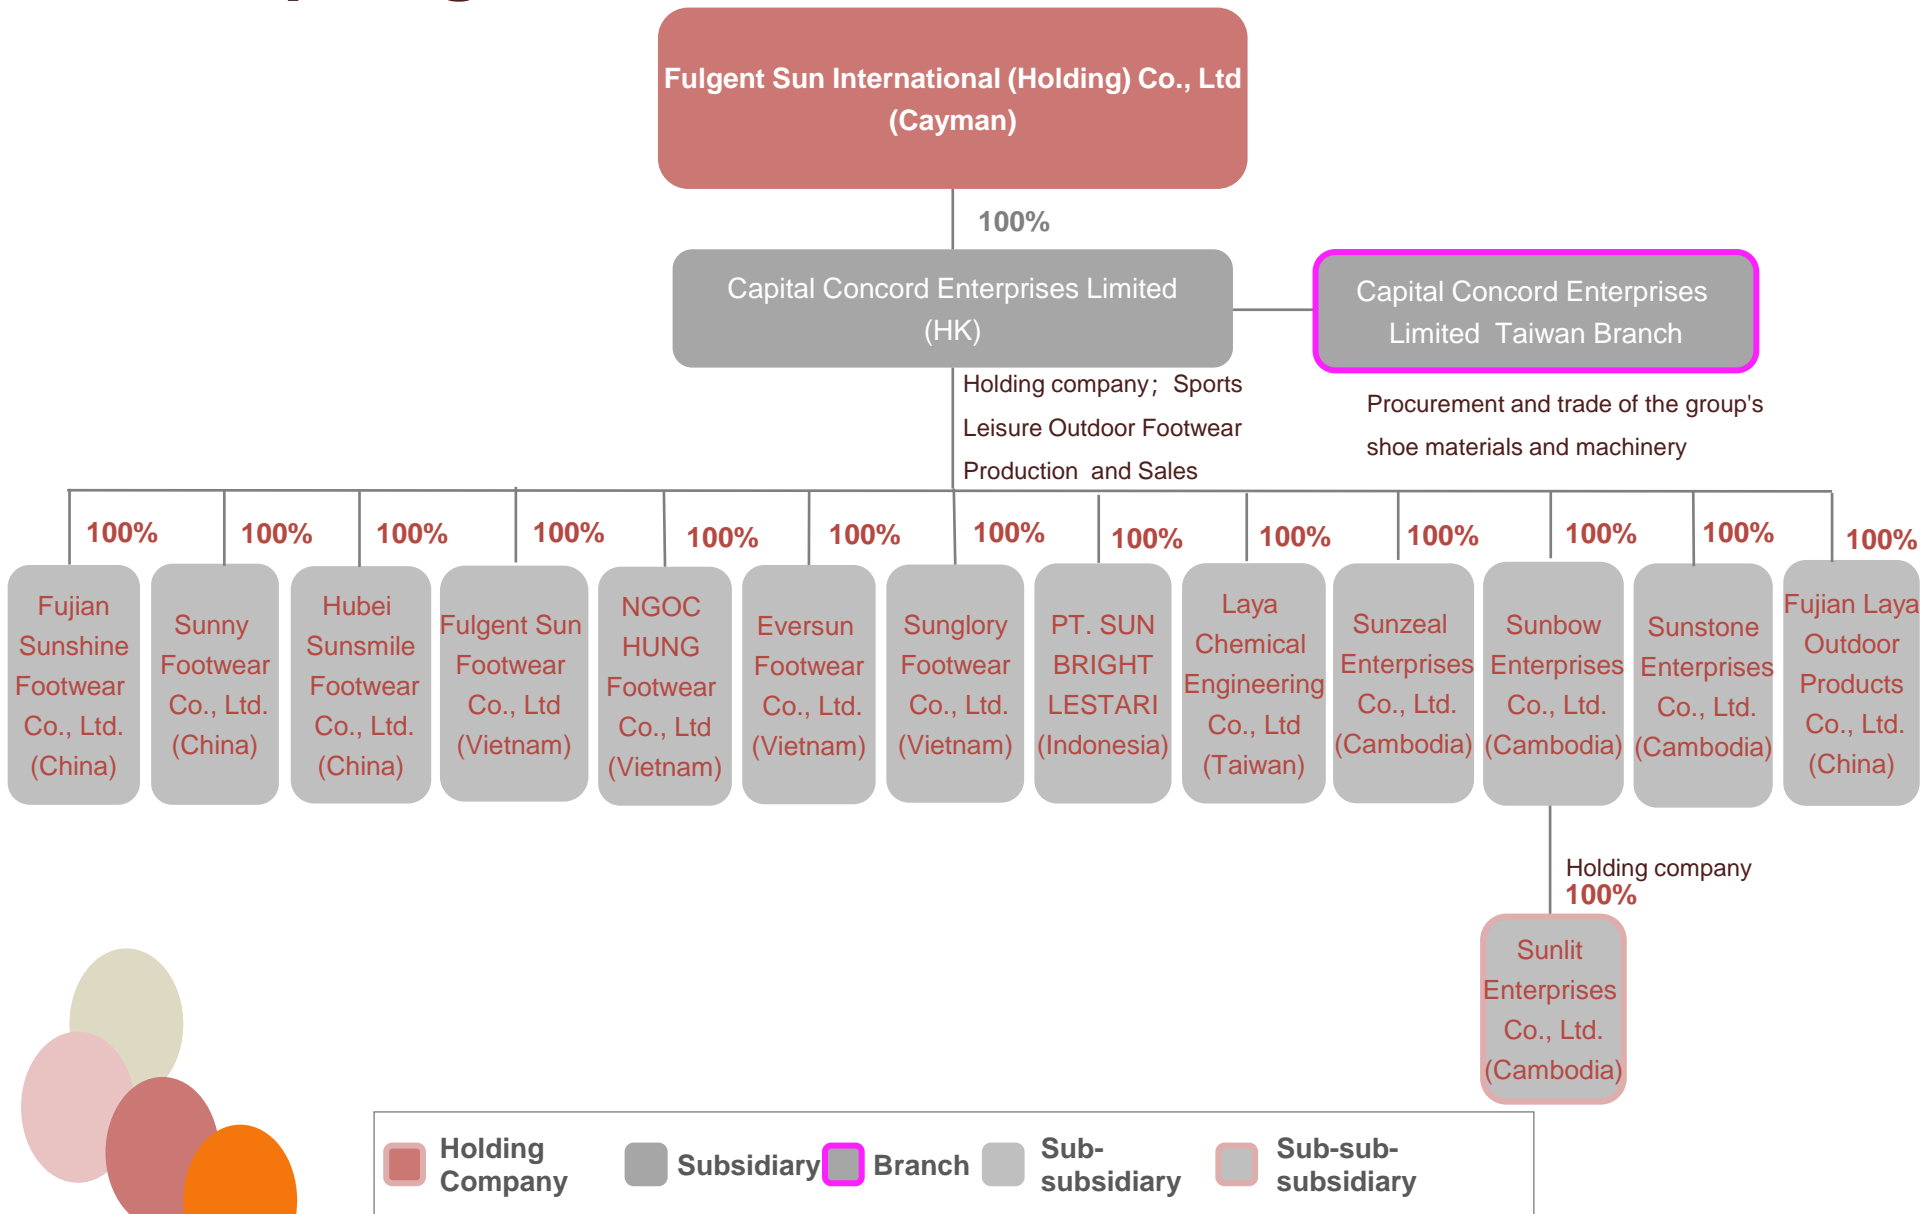 Fulgent Sun International (Holding) Co., Ltd
(Cayman)
100%
Capital Concord Enterprises Limited
(HK)
Capital Concord Enterprises
Limited Taiwan Branch
Holding company; Sports
Leisure Outdoor Footwear
Production and Sales
Procurement and trade of the group's
shoe materials and machinery
100%
100%
100%
100%
100%
100%
100%
100%
100%
100%
100%
100%
100%
Fujian
Sunshine
Footwear
Co., Ltd.
(China)
Sunny
Footwear
Co., Ltd.
(China)
Hubei
Sunsmile
Footwear
Co., Ltd.
(China)
Fulgent Sun
Footwear
Co., Ltd
(Vietnam)
NGOC
HUNG
Footwear
Co., Ltd
(Vietnam)
Eversun
Footwear
Co., Ltd.
(Vietnam)
Sunglory
Footwear
Co., Ltd.
(Vietnam)
PT. SUN
BRIGHT
LESTARI
(Indonesia)
Laya
Chemical
Engineering
Co., Ltd
(Taiwan)
Sunzeal
Enterprises
Co., Ltd.
(Cambodia)
Sunbow
Enterprises
Co., Ltd.
(Cambodia)
Sunstone
Enterprises
Co., Ltd.
(Cambodia)
Fujian Laya
Outdoor
Products
Co., Ltd.
(China)
Holding company
100%
Sunlit
Enterprises
Co., Ltd.
(Cambodia)
Holding
Company
Subsidiary
Branch
Sub-
subsidiary
Sub-sub-
subsidiary